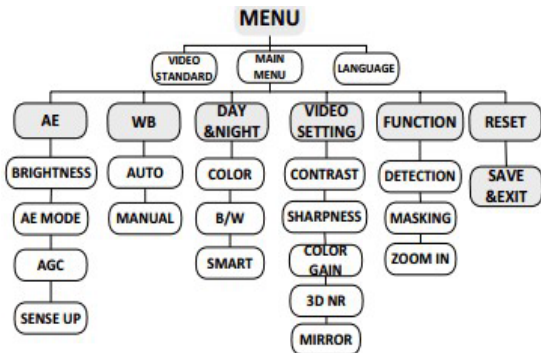 MENU
VIDEO
STANDARD
MAIN
MENU
LANGUAGE
AE
WB
DAY
&NIGHT
VIDEO
SETTING
FUNCTION
RESET
BRIGHTNESS
AUTO
COLOR
CONTRAST
DETECTION
SAVE
&EXIT
AE MODE
MANUAL
B/W
SHARPNESS
MASKING
AGC
SMART
COLOR
GAIN
ZOOM IN
SENSE UP
3D NR
MIRROR